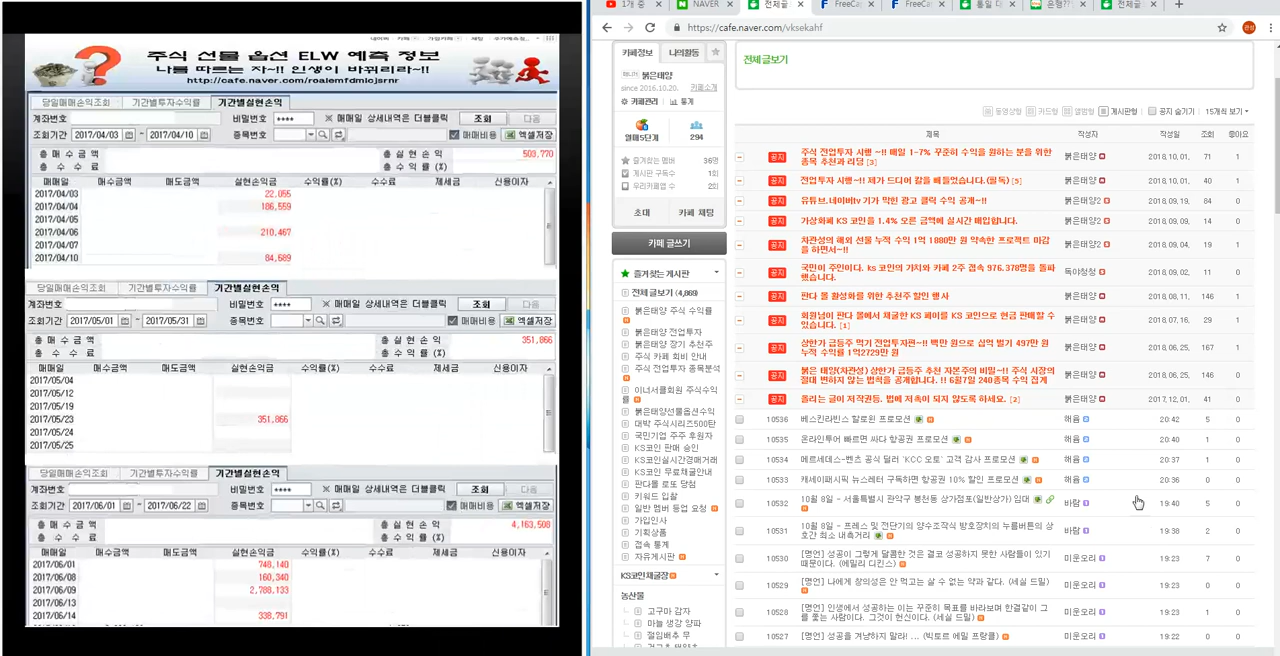 주식 선물 옵션 ELW 예측 정보
나를 따르는 자~!! 인생이 바뀌리라~!!
http://cafe.naver.com/roalemfdmlojsrnr
당일매매손익조회 기간별투자수익률 기간별실현손익
계좌번호 비밀번호 **** ※ 매매일 상세내역은 더블클릭 조회 다음
조회기간 2017/04/03 ~ 2017/04/10 종목번호 매매비용 엑셀저장
총 매 수 금 액 총 실 현 손 익 503,770
총 수 수 료 총 수 익 률 (%)
매매일 매수금액 매도금액 실현손익금 수익률(%) 수수료 제세금 신용이자
2017/04/03 22,055
2017/04/04 186,559
2017/04/05
2017/04/06 210,467
2017/04/07
2017/04/10 84,689
당일매매손익조회 기간별투자수익률 기간별실현손익
계좌번호 비밀번호 **** ※ 매매일 상세내역은 더블클릭 조회 다음
조회기간 2017/05/01 ~ 2017/05/31 종목번호 매매비용 엑셀저장
총 매 수 금 액 총 실 현 손 익 351,866
총 수 수 료 총 수 익 률 (%)
매매일 매수금액 매도금액 실현손익금 수익률(%) 수수료 제세금 신용이자
2017/05/04
2017/05/12
2017/05/19
2017/05/23 351,866
2017/05/24
2017/05/25
당일매매손익조회 기간별투자수익률 기간별실현손익
계좌번호 비밀번호 **** ※ 매매일 상세내역은 더블클릭 조회 다음
조회기간 2017/06/01 ~ 2017/06/22 종목번호 매매비용 엑셀저장
총 매 수 금 액 총 실 현 손 익 4,163,508
총 수 수 료 총 수 익 률 (%)
매매일 매수금액 매도금액 실현손익금 수익률(%) 수수료 제세금 신용이자
2017/06/01 748,140
2017/06/08 160,340
2017/06/09 2,788,133
2017/06/13
2017/06/14 338,791
1개 중 NAVER 전체글 FreeCap FreeCap 통일 대 은행?? 전체글
https://cafe.naver.com/vksekahf
카페정보 나의활동
붉은태양
since 2016.10.20. 카페소개
카페관리 통계
열매5단계 294
즐겨찾는 멤버 36명
게시판 구독수 1회
우리카페앱 수 2회
초대 카페 채팅
카페 글쓰기
즐겨찾는 게시판
전체글보기 (4,869)
붉은태양 주식 수익률
붉은태양 전업투자
붉은태양 장기 추천주
주식 카페 회비 안내
주식 전업투자 종목분석
이너서클회원 주식수익률
붉은태양선물옵션수익
대박 주식시리즈500탄
국민기업 주주 후원자
KS코인 판매 승인
KS코인실시간경매거래
KS코인 무료채굴안내
판다몰 로또 당첨
키워드 입찰
일반 멤버 등업 요청
가입인사
기획상품
접속 통계
자유게시판
KS코인채굴장
농산물
고구마 감자
마늘 생강 양파
절임배추 무
전체글보기
동영상형 카드형 앨범형 게시판형 공지 숨기기 15개씩 보기
제목 작성자 작성일 조회 좋아요
공지 주식 전업투자 시행 ~!! 매일 1~7% 꾸준히 수익을 원하는 분을 위한 종목 추천과 리딩 [3] 붉은태양 2018.10.01. 71 1
공지 전업투자 시행~!! 제가 드디어 칼을 빼들었습니다.(필독) [5] 붉은태양 2018.10.01. 40 1
공지 유튜브.네이버tv 기가 막힌 광고 클릭 수익 공개~!! 붉은태양2 2018.09.19. 84 0
공지 가상화폐 KS 코인을 1.4% 오른 금액에 실시간 매입합니다. 붉은태양2 2018.09.09. 14 0
공지 차관성의 해외 선물 누적 수익 1억 1880만 원 약속한 프로젝트 마감을 하면서~!! 붉은태양2 2018.09.04. 19 1
공지 국민이 주인이다. ks 코인의 가치와 카페 2주 접속 976.378명을 돌파했습니다. 독야청청 2018.09.02. 11 0
공지 판다 몰 활성화를 위한 추천주 할인 행사 붉은태양 2018.08.11. 146 1
공지 회원님이 판다 몰에서 채굴한 KS 페이를 KS 코인으로 현금 판매할 수 있습니다. [1] 붉은태양 2018.07.16. 29 1
공지 상한가 급등주 먹기 전업투자편~!! 백만 원으로 십억 벌기 497만 원 누적 수익률 1억2729만 원 붉은태양 2018.06.25. 167 1
공지 붉은 태양(차관성) 상한가 급등주 추천 자본주의 비밀~!! 주식 시장의 절대 변하지 않는 법칙을 공개합니다. !! 6월7일 240종목 수익 집계 붉은태양 2018.06.25. 146 1
공지 올리는 글이 저작권등. 법에 저촉이 되지 않도록 하세요. [2] 붉은태양 2017.12.01. 41 0
10536 베스킨라빈스 할로윈 프로모션 해음 20:42 5 0
10535 온라인투어 빠르면 싸다 항공권 프로모션 해음 20:40 1 0
10534 메르세데스-벤츠 공식 딜러 'KCC 오토' 고객 감사 프로모션 해음 20:37 1 0
10533 캐세이패시픽 뉴스레터 구독하면 항공권 10% 할인 프로모션 해음 20:36 0 0
10532 10월 8일 - 서울특별시 관악구 봉천동 상가점포(일반상가) 임대 바람 19:40 5 0
10531 10월 8일 - 프레스 및 전단기의 양수조작식 방호장치의 누름버튼의 상호간 최소 내측거리 바람 19:38 2 0
10530 [명언] 성공이 그렇게 달콤한 것은 결코 성공하지 못한 사람들이 있기 때문이다. (에밀리 디킨스) 미운오리 19:23 7 0
10529 [명언] 나에게 창의성은 안 먹고는 살 수 없는 약과 같다. (세실 드밀) 미운오리 19:23 0 0
10528 [명언] 인생에서 성공하는 이는 꾸준히 목표를 바라보며 한결같이 그를 쫓는 사람이다. 그것이 헌신이다. (세실 드밀) 미운오리 19:23 1 0
10527 [명언] 성공을 겨냥하지 말라! ... (빅토르 에밀 프랑클) 미운오리 19:22 0 0